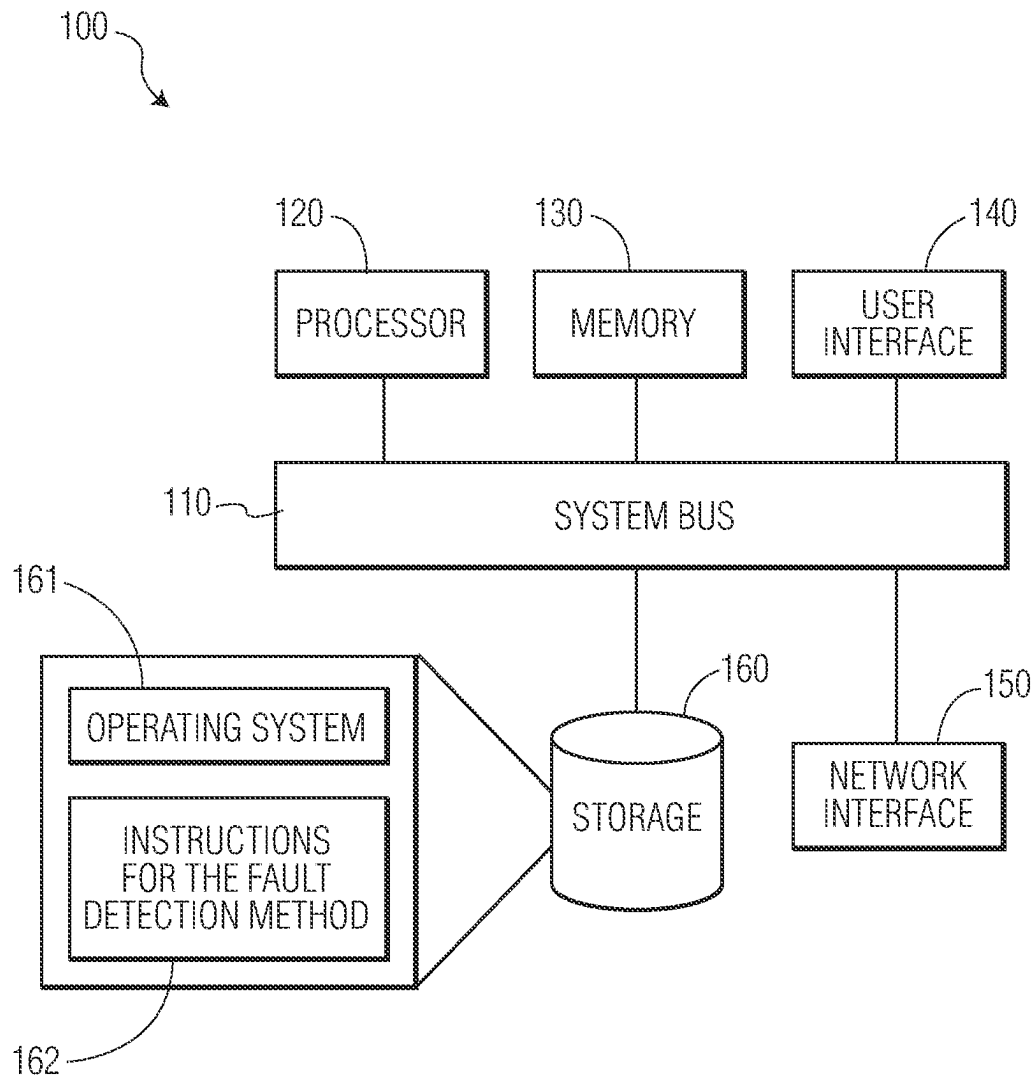 100
120
130
140
PROCESSOR
MEMORY
USER
INTERFACE
110
SYSTEM BUS
161
160
150
OPERATING SYSTEM
STORAGE
NETWORK
INTERFACE
INSTRUCTIONS
FOR THE FAULT
DETECTION METHOD
162